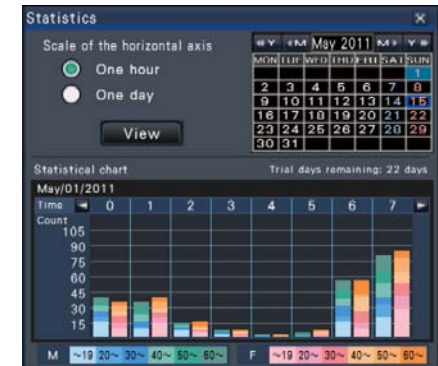 Statistics
Scale of the horizontal axis
One hour
One day
View
«Y ◂M May 2011 M▸ Y»
MON TUE WED THU FRI SAT SUN
1
2 3 4 5 6 7 8
9 10 11 12 13 14 15
16 17 18 19 20 21 22
23 24 25 26 27 28 29
30 31
Statistical chart Trial days remaining: 22 days
May/01/2011
Time 0 1 2 3 4 5 6 7
Count
105
90
75
60
45
30
15
M ~19 20~ 30~ 40~ 50~ 60~ F ~19 20~ 30~ 40~ 50~ 60~